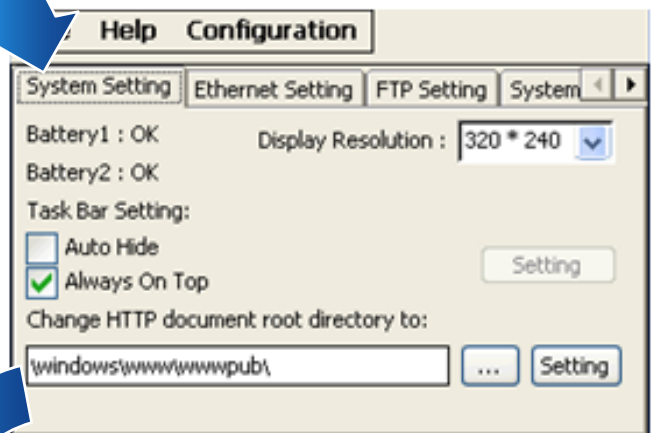 Help Configuration
System Setting Ethernet Setting FTP Setting System
Battery1 : OK Display Resolution : 320 * 240
Battery2 : OK
Task Bar Setting:
Auto Hide
Setting
Always On Top
Change HTTP document root directory to:
\windows\www\wwwpub\ ... Setting